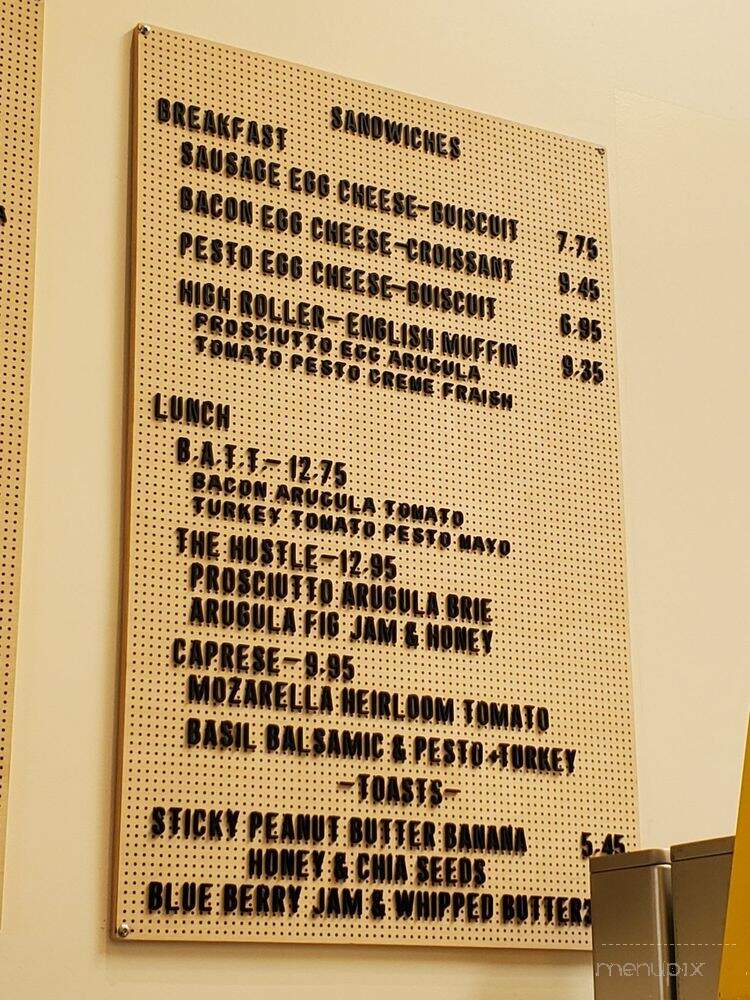 SANDWICHES
BREAKFAST
SAUSAGE EGG CHEESE-BUISCUIT 7.75
BACON EGG CHEESE-CROISSANT 9.45
PESTO EGG CHEESE-BUISCUIT 6.95
HIGH ROLLER-ENGLISH MUFFIN 9.35
PROSCIUTTO EGG ARUGULA
TOMATO PESTO CREME FRAISH
LUNCH
B.A.T.T.-12.75
BACON ARUGULA TOMATO
TURKEY TOMATO PESTO MAYO
THE HUSTLE-12.95
PROSCIUTTO ARUGULA BRIE
ARUGULA FIG JAM & HONEY
CAPRESE-9.95
MOZARELLA HEIRLOOM TOMATO
BASIL BALSAMIC & PESTO +TURKEY
-TOASTS-
STICKY PEANUT BUTTER BANANA 5.45
HONEY & CHIA SEEDS
BLUE BERRY JAM & WHIPPED BUTTER
menupix